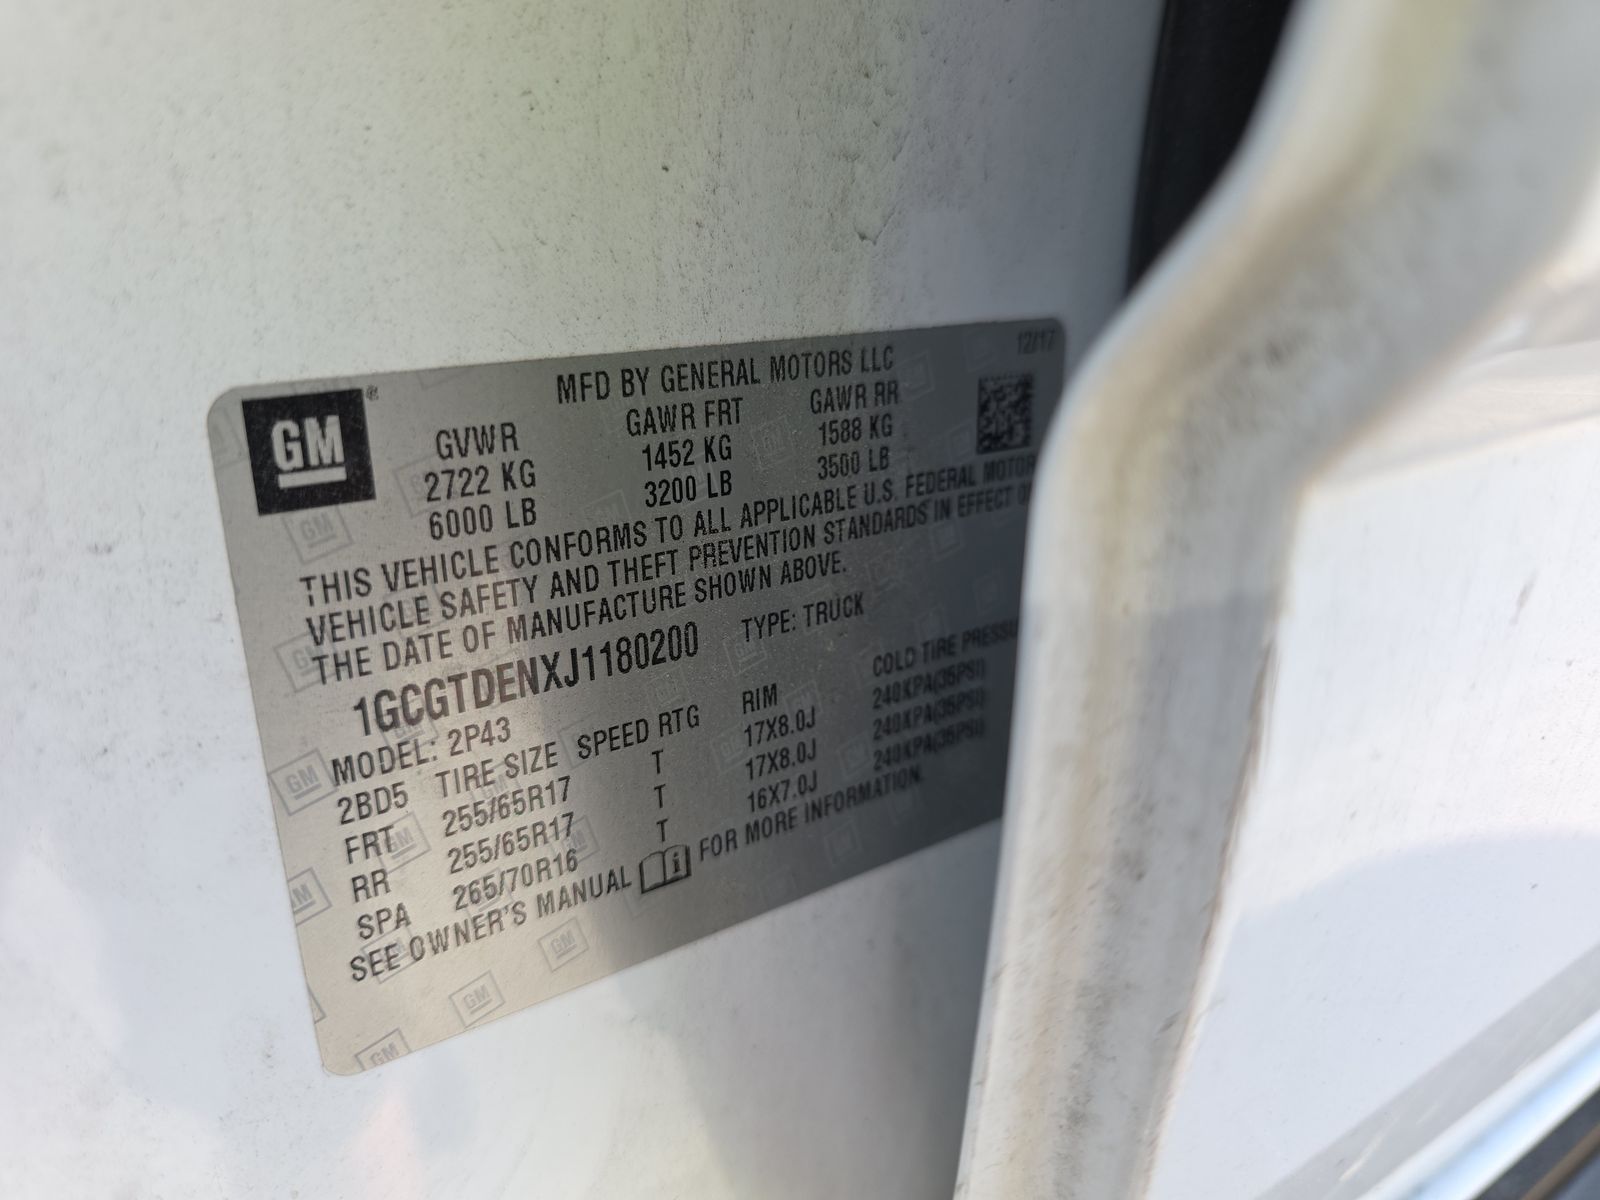 12/17
MFD BY GENERAL MOTORS LLC
GM
GVWR GAWR FRT GAWR RR
2722 KG 1452 KG 1588 KG
6000 LB 3200 LB 3500 LB
THIS VEHICLE CONFORMS TO ALL APPLICABLE U.S. FEDERAL MOTOR
VEHICLE SAFETY AND THEFT PREVENTION STANDARDS IN EFFECT
THE DATE OF MANUFACTURE SHOWN ABOVE.
1GCGTDENXJ1180200 TYPE: TRUCK
MODEL: 2P43
2BD5 TIRE SIZE SPEED RTG RIM COLD TIRE
FRT 255/65R17 T 17X8.0J 240KPA(35PSI)
RR 255/65R17 T 17X8.0J 240KPA(35PSI)
SPA 265/70R16 T 16X7.0J 240KPA(35PSI)
SEE OWNER'S MANUAL FOR MORE INFORMATION.